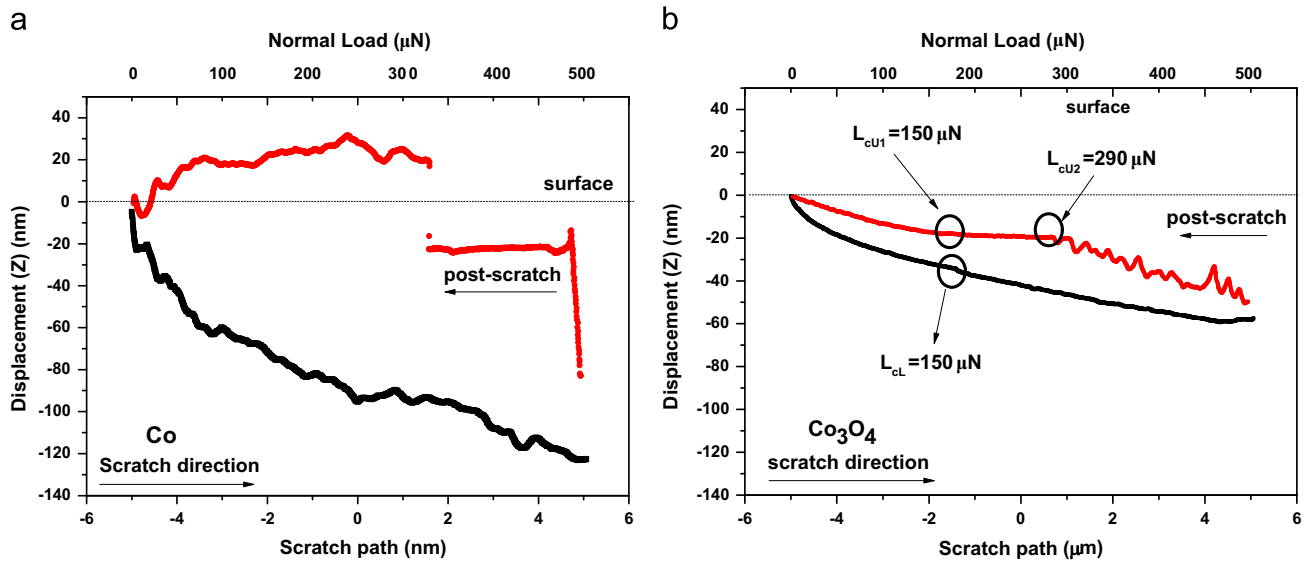 a
Normal Load (μN)
0 100 200 30 0 400 500
40
20
0
-20
-40
-60
-80
-100
-120
-140
Displacement (Z) (nm)
surface
post-scratch
Co
Scratch direction
-6 -4 -2 0 2 4 6
Scratch path (nm)
b
Normal Load (μN)
0 100 200 300 400 500
40
20
0
-20
-40
-60
-80
-100
-120
-140
Displacement (Z) (nm)
surface
LcU1=150 μN
LcU2=290 μN
post-scratch
LcL=150 μN
Co3O4
scratch direction
-6 -4 -2 0 2 4 6
Scratch path (μm)